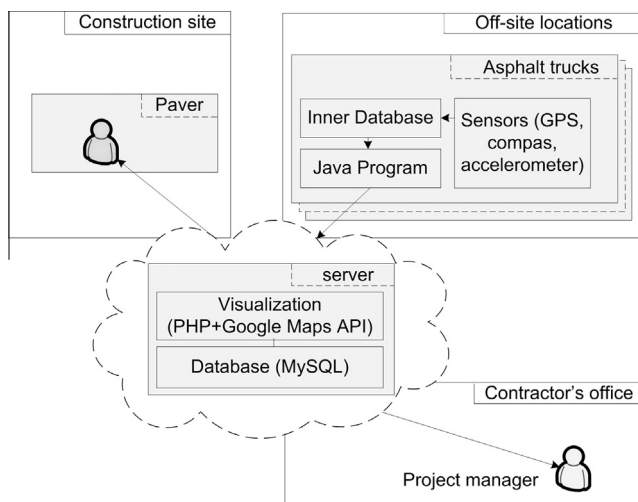 Construction site
Off-site locations
Paver
Asphalt trucks
Inner Database
Java Program
Sensors (GPS,
compas,
accelerometer)
server
Visualization
(PHP+Google Maps API)
Database (MySQL)
Contractor's office
Project manager